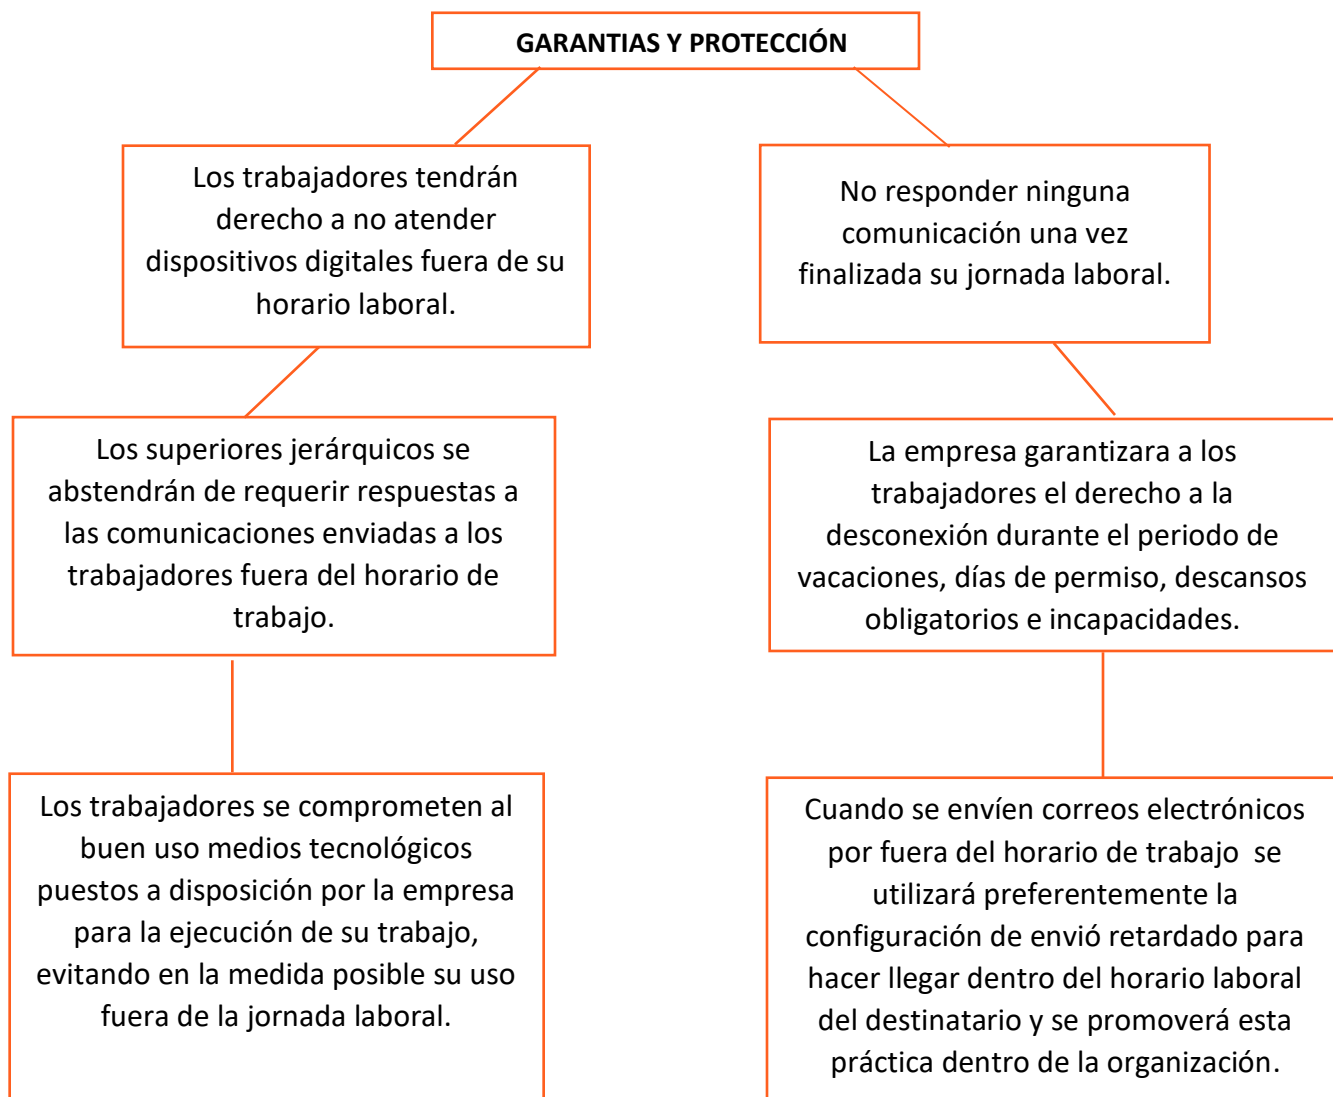 GARANTIAS Y PROTECCIÓN
Los trabajadores tendrán
derecho a no atender
dispositivos digitales fuera de su
horario laboral.
No responder ninguna
comunicación una vez
finalizada su jornada laboral.
Los superiores jerárquicos se
abstendrán de requerir respuestas a
las comunicaciones enviadas a los
trabajadores fuera del horario de
trabajo.
La empresa garantizara a los
trabajadores el derecho a la
desconexión durante el periodo de
vacaciones, días de permiso, descansos
obligatorios e incapacidades.
Los trabajadores se comprometen al
buen uso medios tecnológicos
puestos a disposición por la empresa
para la ejecución de su trabajo,
evitando en la medida posible su uso
fuera de la jornada laboral.
Cuando se envíen correos electrónicos
por fuera del horario de trabajo  se
utilizará preferentemente la
configuración de envió retardado para
hacer llegar dentro del horario laboral
del destinatario y se promoverá esta
práctica dentro de la organización.